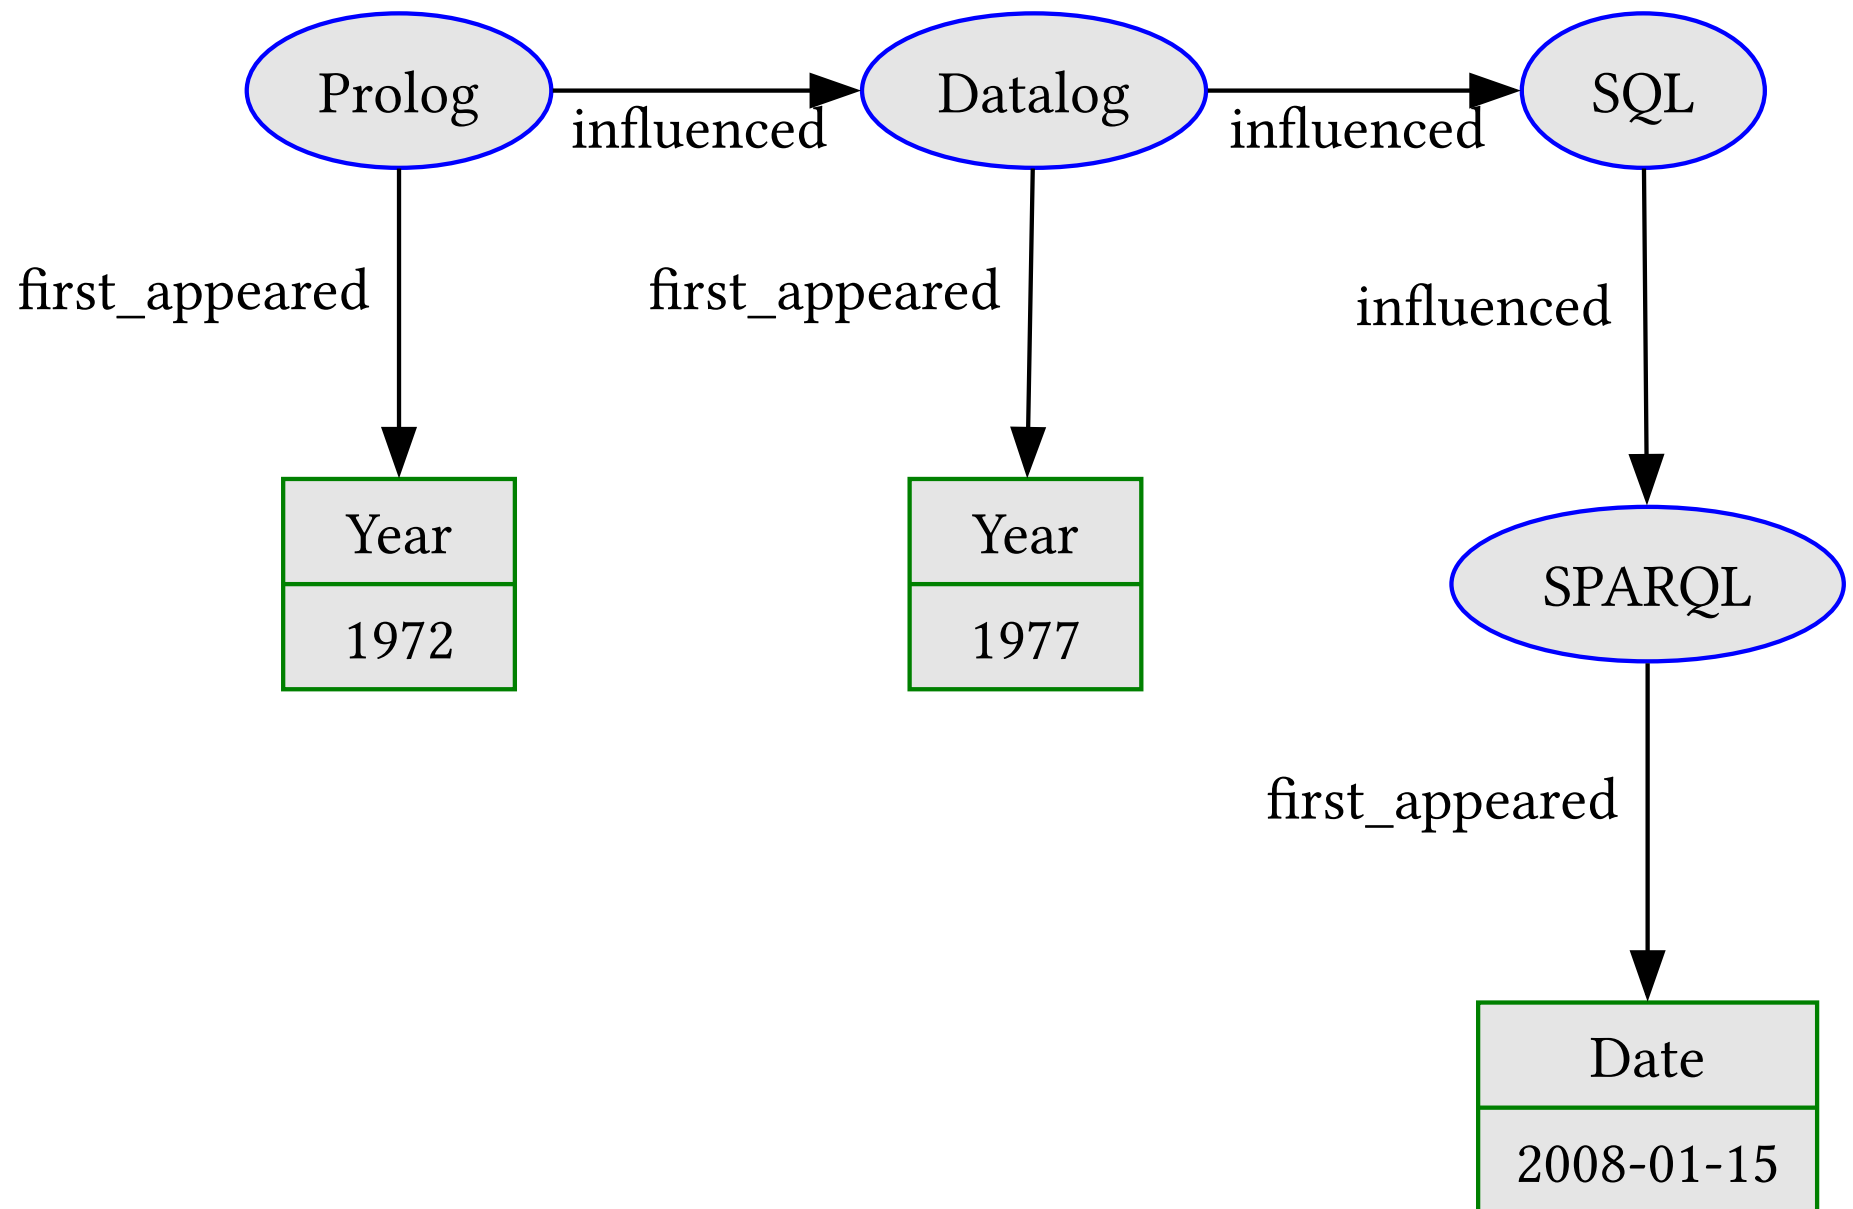 Prolog
influenced
Datalog
influenced
SQL
first_appeared
first_appeared
influenced
Year
1972
Year
1977
SPARQL
first_appeared
Date
2008-01-15